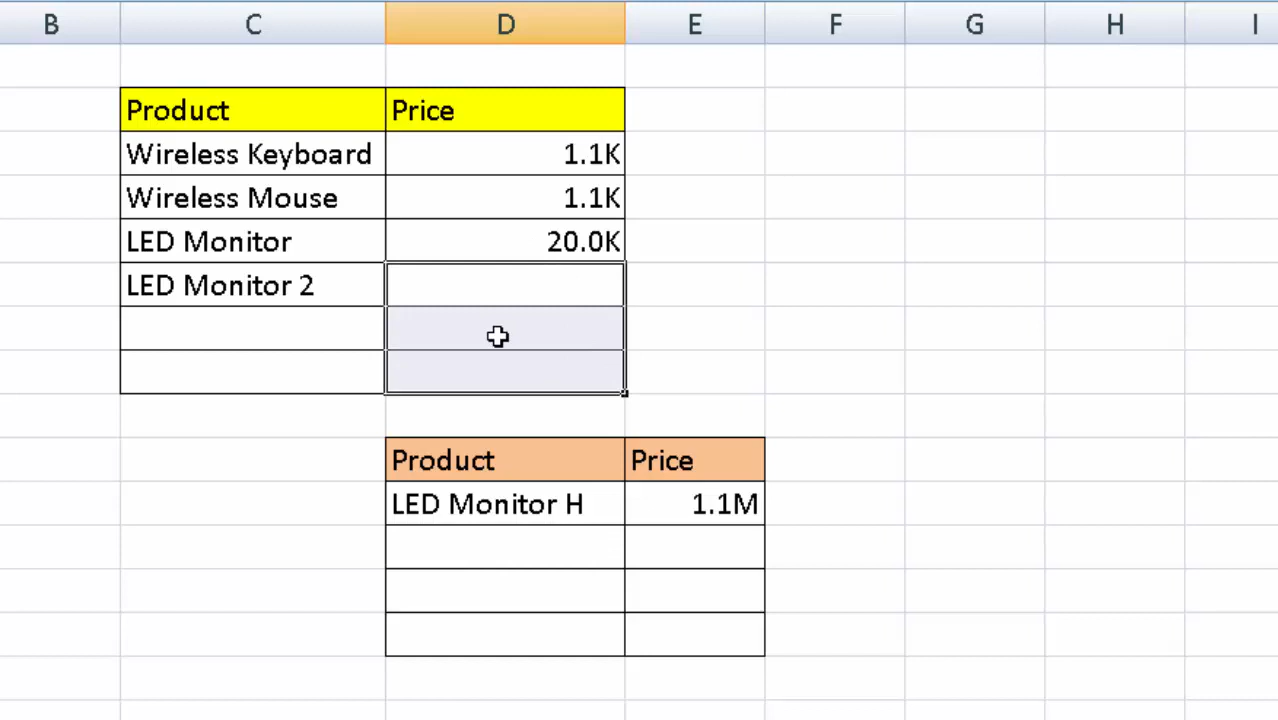 B C D E F G H I
Product Price
Wireless Keyboard 1.1K
Wireless Mouse 1.1K
LED Monitor 20.0K
LED Monitor 2
Product Price
LED Monitor H 1.1M